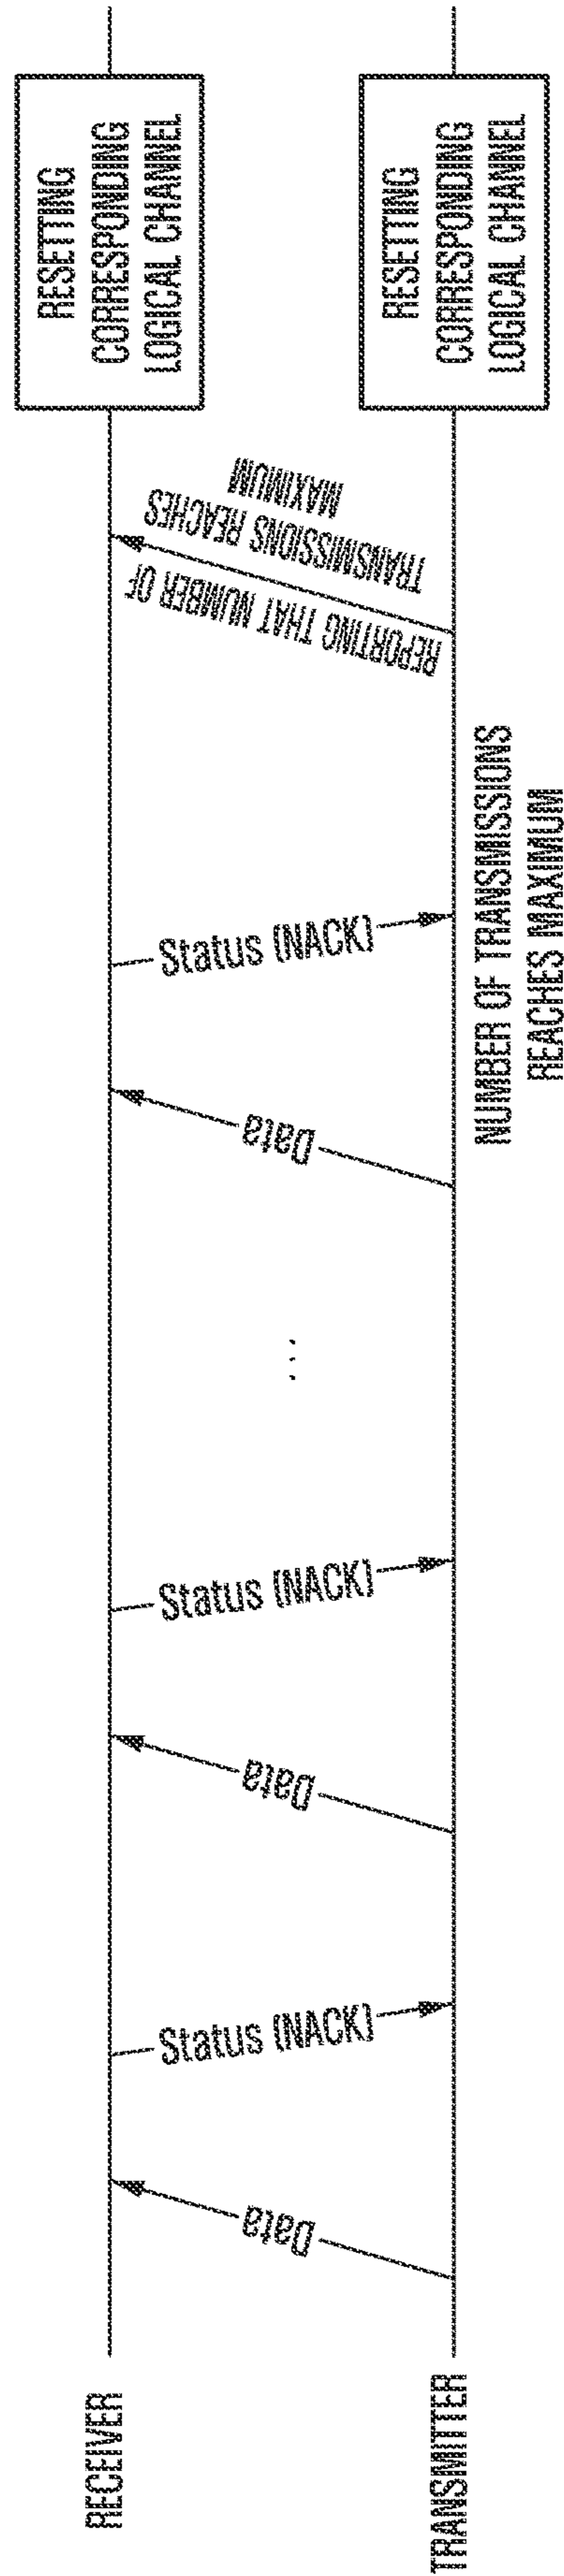 RECEIVER
TRANSMITTER
Data
Status (NACK)
Data
Status (NACK)
...
Data
Status (NACK)
NUMBER OF TRANSMISSIONS
REACHES MAXIMUM
REPORTING THAT NUMBER OF
TRANSMISSIONS REACHES
MAXIMUM
RESETTING
CORRESPONDING
LOGICAL CHANNEL
RESETTING
CORRESPONDING
LOGICAL CHANNEL